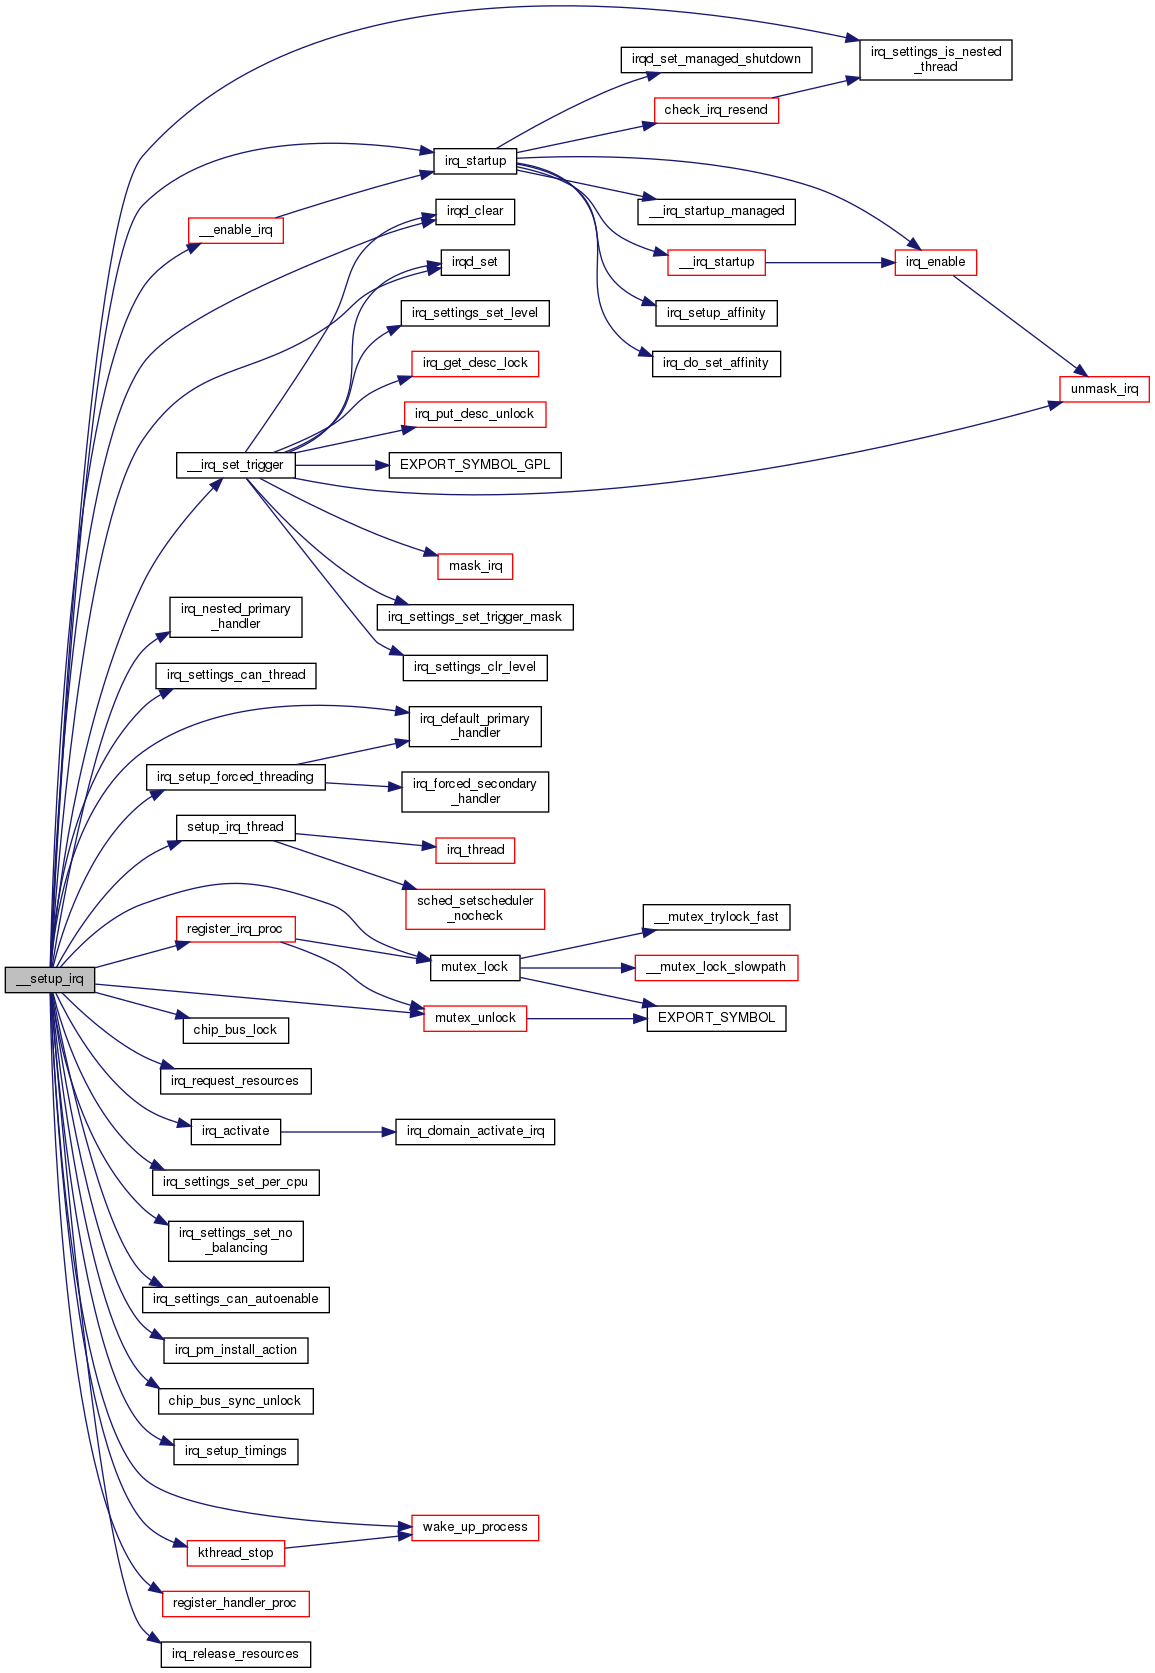 irq_settings_is_nested
_thread
irqd_set_managed_shutdown
check_irq_resend
irq_startup
__irq_startup_managed
irqd_clear
__enable_irq
irqd_set
__irq_startup
irq_enable
irq_settings_set_level
irq_setup_affinity
irq_get_desc_lock
irq_do_set_affinity
unmask_irq
irq_put_desc_unlock
__irq_set_trigger
EXPORT_SYMBOL_GPL
mask_irq
irq_nested_primary
_handler
irq_settings_set_trigger_mask
irq_settings_can_thread
irq_settings_clr_level
irq_default_primary
_handler
irq_setup_forced_threading
irq_forced_secondary
_handler
setup_irq_thread
irq_thread
sched_setscheduler
_nocheck
__mutex_trylock_fast
register_irq_proc
mutex_lock
__mutex_lock_slowpath
__setup_irq
mutex_unlock
EXPORT_SYMBOL
chip_bus_lock
irq_request_resources
irq_activate
irq_domain_activate_irq
irq_settings_set_per_cpu
irq_settings_set_no
_balancing
irq_settings_can_autoenable
irq_pm_install_action
chip_bus_sync_unlock
irq_setup_timings
wake_up_process
kthread_stop
register_handler_proc
irq_release_resources